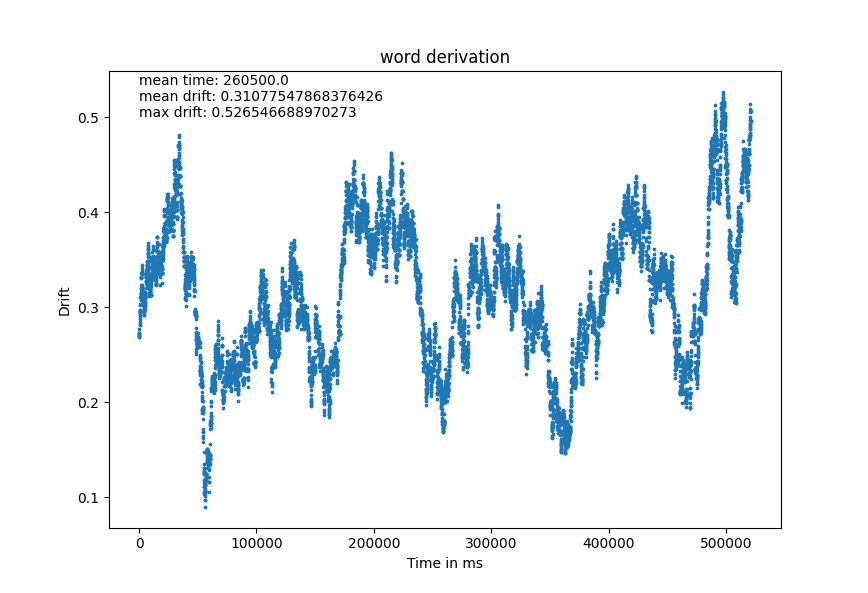 word derivation
mean time: 260500.0
mean drift: 0.31077547868376426
max drift: 0.526546688970273
0.5
0.4
0.3
0.2
0.1
Drift
0 100000 200000 300000 400000 500000
Time in ms